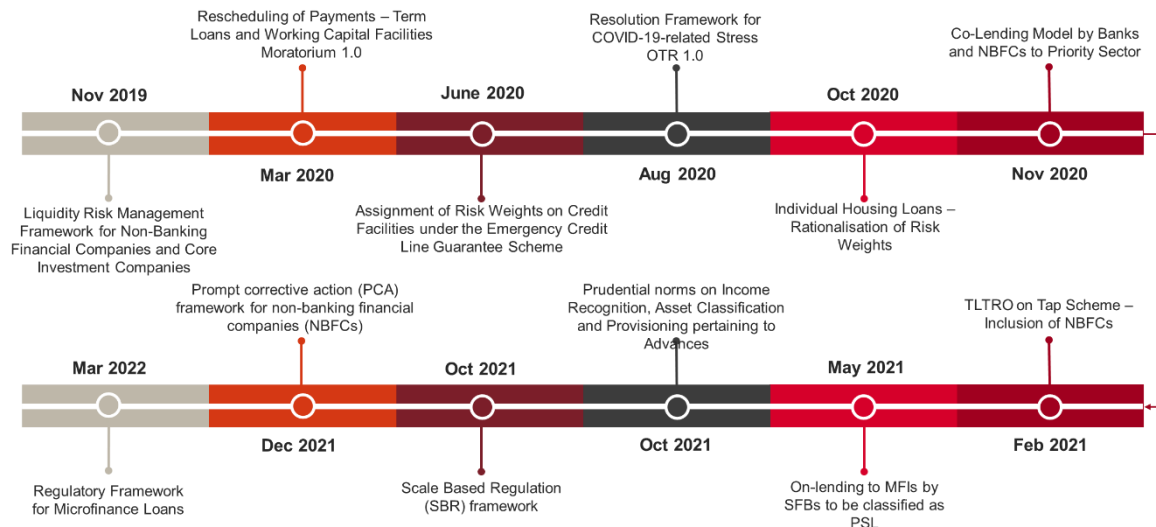 Rescheduling of Payments – Term
Loans and Working Capital Facilities
Moratorium 1.0
Resolution Framework for
COVID-19-related Stress
OTR 1.0
Co-Lending Model by Banks
and NBFCs to Priority Sector
Nov 2019
June 2020
Oct 2020
Mar 2020
Aug 2020
Nov 2020
Liquidity Risk Management
Framework for Non-Banking
Financial Companies and Core
Investment Companies
Assignment of Risk Weights on Credit
Facilities under the Emergency Credit
Line Guarantee Scheme
Individual Housing Loans –
Rationalisation of Risk
Weights
Prompt corrective action (PCA)
framework for non-banking financial
companies (NBFCs)
Prudential norms on Income
Recognition, Asset Classification
and Provisioning pertaining to
Advances
TLTRO on Tap Scheme –
Inclusion of NBFCs
Mar 2022
Oct 2021
May 2021
Dec 2021
Oct 2021
Feb 2021
Regulatory Framework
for Microfinance Loans
Scale Based Regulation
(SBR) framework
On-lending to MFIs by
SFBs to be classified as
PSL